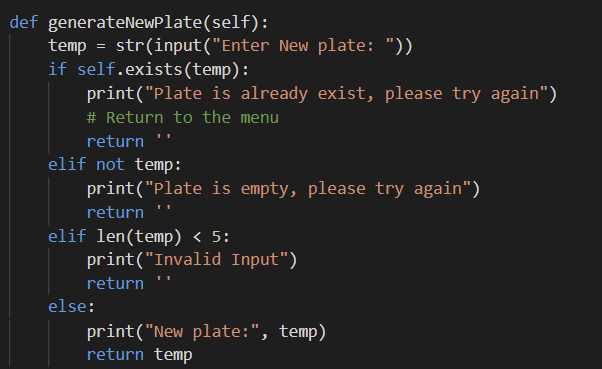 def generateNewPlate(self):
    temp = str(input("Enter New plate: "))
    if self.exists(temp):
        print("Plate is already exist, please try again")
        # Return to the menu
        return ''
    elif not temp:
        print("Plate is empty, please try again")
        return ''
    elif len(temp) < 5:
        print("Invalid Input")
        return ''
    else:
        print("New plate:", temp)
        return temp